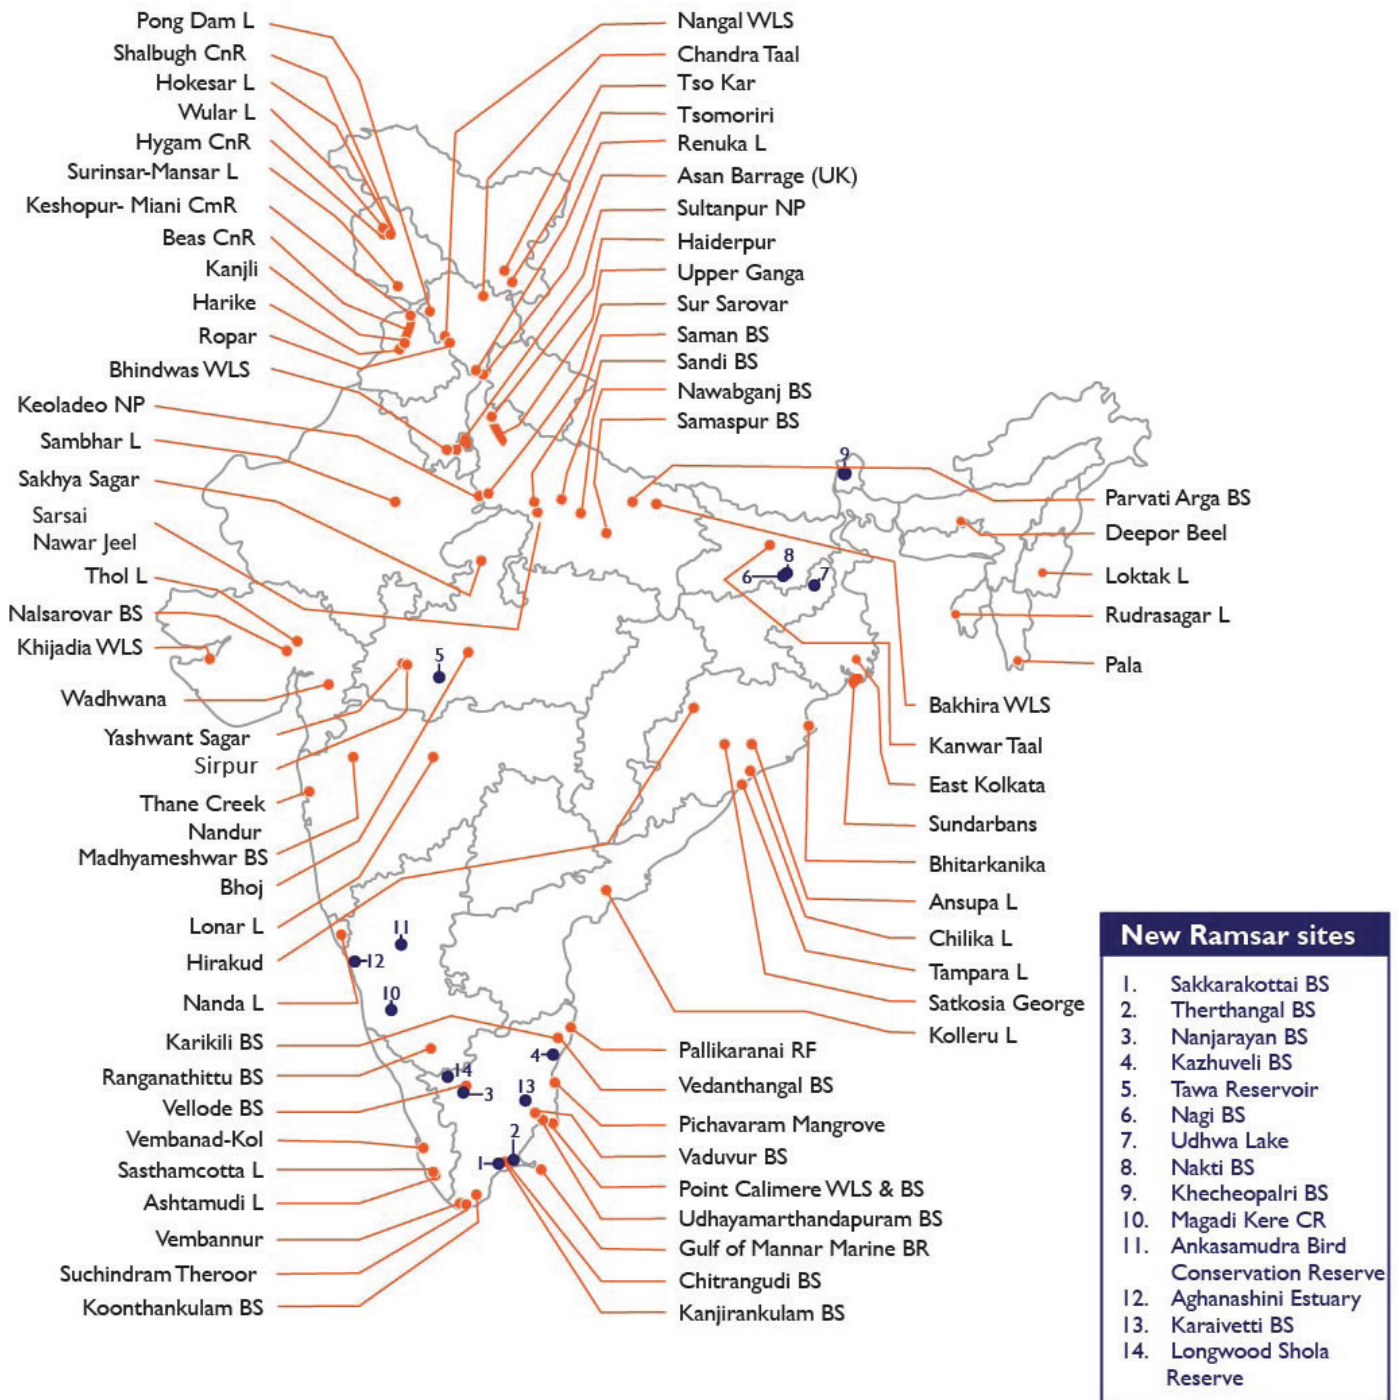 Pong Dam L
Shalbugh CnR
Hokesar L
Wular L
Hygam CnR
Surinsar-Mansar L
Keshopur- Miani CmR
Beas CnR
Kanjli
Harike
Ropar
Bhindwas WLS
Keoladeo NP
Sambhar L
Sakhya Sagar
Sarsai
Nawar Jeel
Thol L
Nalsarovar BS
Khijadia WLS
Wadhwana
Yashwant Sagar
Sirpur
Thane Creek
Nandur
Madhyameshwar BS
Bhoj
Lonar L
Hirakud
Nanda L
Karikili BS
Ranganathittu BS
Vellode BS
Vembanad-Kol
Sasthamcotta L
Ashtamudi L
Vembannur
Suchindram Theroor
Koonthankulam BS
Nangal WLS
Chandra Taal
Tso Kar
Tsomoriri
Renuka L
Asan Barrage (UK)
Sultanpur NP
Haiderpur
Upper Ganga
Sur Sarovar
Saman BS
Sandi BS
Nawabganj BS
Samaspur BS
Parvati Arga BS
Deepor Beel
Loktak L
Rudrasagar L
Pala
Bakhira WLS
Kanwar Taal
East Kolkata
Sundarbans
Bhitarkanika
Ansupa L
Chilika L
Tampara L
Satkosia George
Kolleru L
Pallikaranai RF
Vedanthangal BS
Pichavaram Mangrove
Vaduvur BS
Point Calimere WLS & BS
Udhayamarthandapuram BS
Gulf of Mannar Marine BR
Chitrangudi BS
Kanjirankulam BS
9
8
6
7
5
11
12
10
4
14
3
13
2
1
New Ramsar sites
1. Sakkarakottai BS
2. Therthangal BS
3. Nanjarayan BS
4. Kazhuveli BS
5. Tawa Reservoir
6. Nagi BS
7. Udhwa Lake
8. Nakti BS
9. Khecheopalri BS
10. Magadi Kere CR
11. Ankasamudra Bird
Conservation Reserve
12. Aghanashini Estuary
13. Karaivetti BS
14. Longwood Shola
Reserve